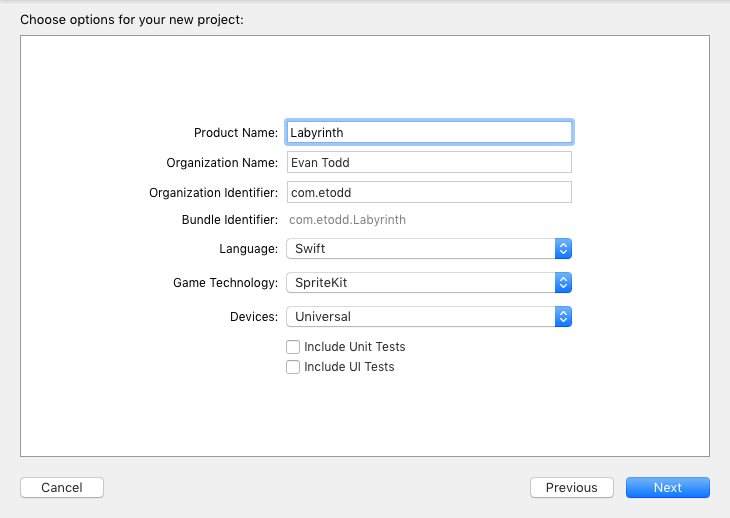 Choose options for your new project:
Product Name: Labyrinth
Organization Name: Evan Todd
Organization Identifier: com.etodd
Bundle Identifier: com.etodd.Labyrinth
Language: Swift
Game Technology: SpriteKit
Devices: Universal
Include Unit Tests
Include UI Tests
Cancel Previous Next